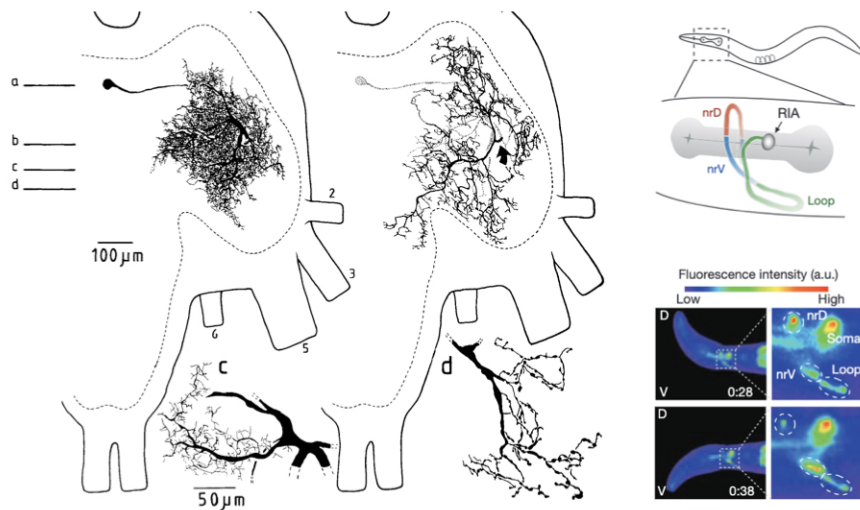 a
b
c
d
100 µm
2
3
5
6
c
50 µm
d
nrD
RIA
nrV
Loop
Fluorescence intensity (a.u.)
Low High
D
V 0:28
nrD
Soma
nrV Loop
D
V 0:38